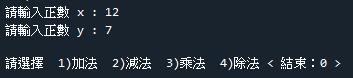 請輸入正數 x : 12
請輸入正數 y : 7
請選擇  1)加法  2)減法  3)乘法  4)除法 < 結束：0 >